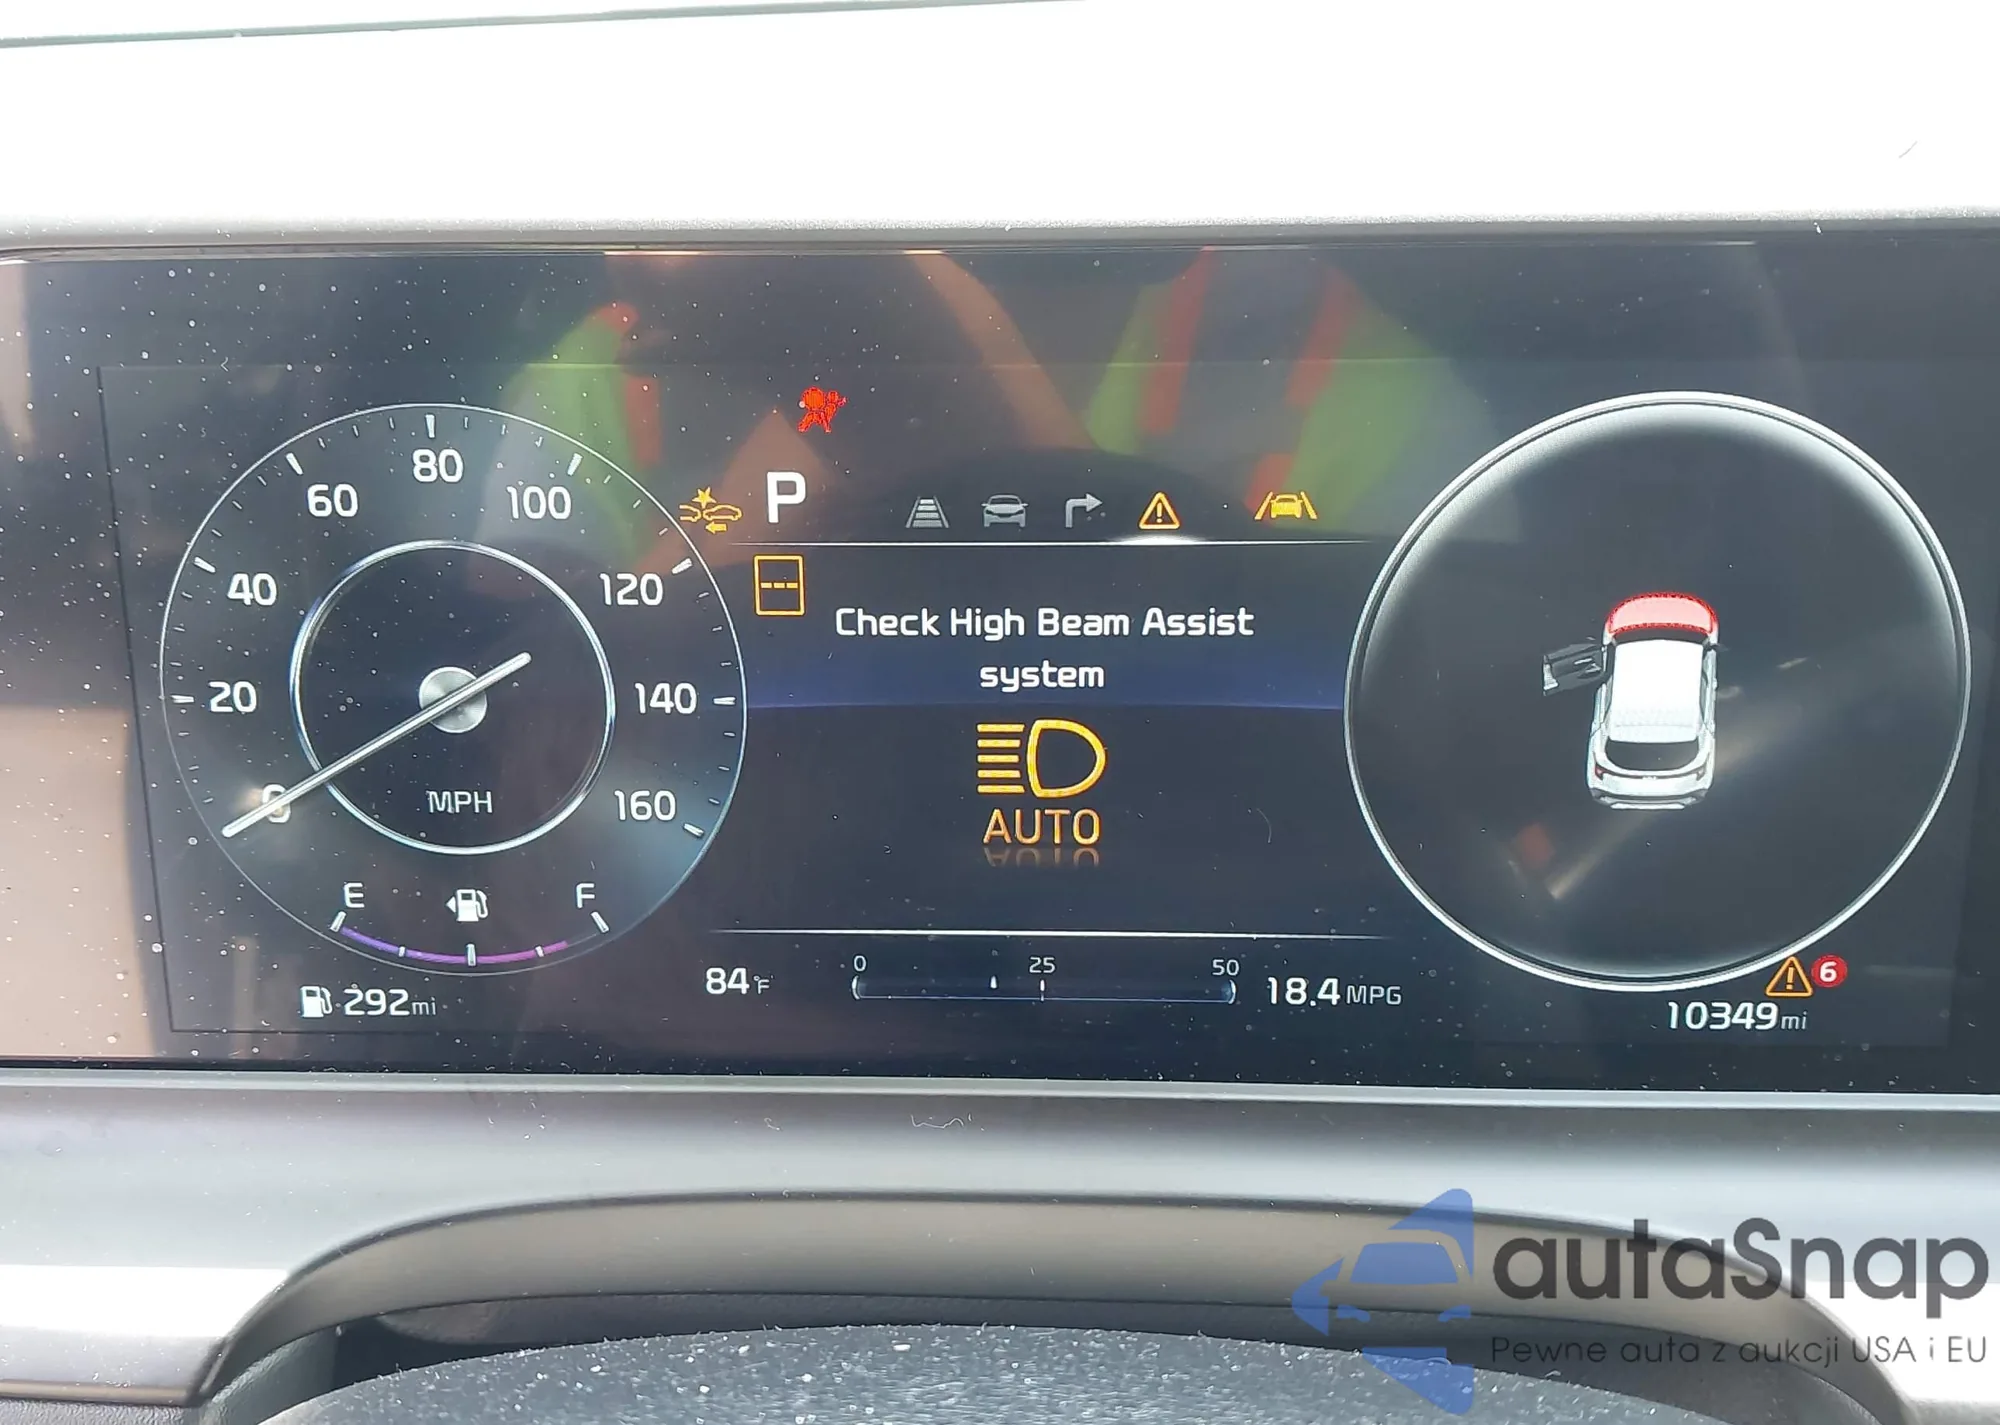 80
60
100
40
120
20
140
0
160
MPH
E
F
292mi
P
Check High Beam Assist
system
AUTO
84°F
0
25
50
18.4MPG
6
10349mi
autaSnap
Pewne auta z aukcji USA i EU